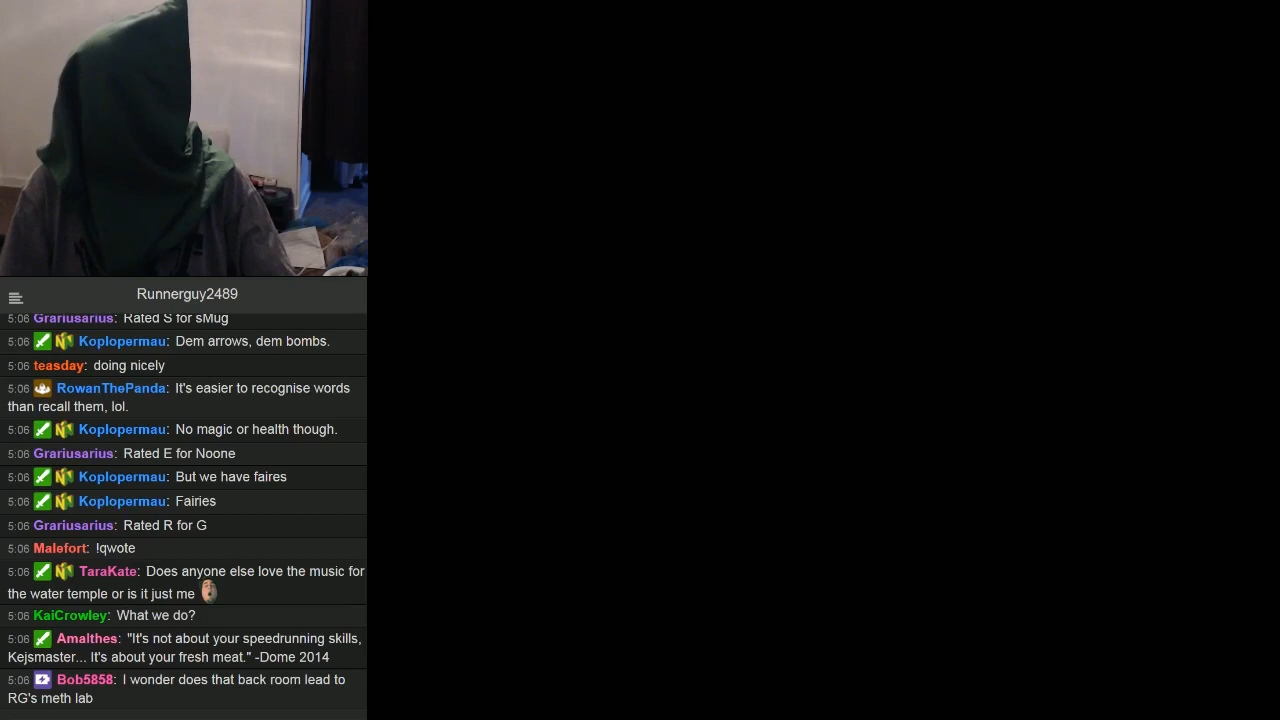 Runnerguy2489
5:06 Grariusarius: Rated S for sMug
5:06 Koplopermau: Dem arrows, dem bombs.
5:06 teasday: doing nicely
5:06 RowanThePanda: It's easier to recognise words
than recall them, lol.
5:06 Koplopermau: No magic or health though.
5:06 Grariusarius: Rated E for Noone
5:06 Koplopermau: But we have faires
5:06 Koplopermau: Fairies
5:06 Grariusarius: Rated R for G
5:06 Malefort: !qwote
5:06 TaraKate: Does anyone else love the music for
the water temple or is it just me
5:06 KaiCrowley: What we do?
5:06 Amalthes: "It's not about your speedrunning skills,
Kejsmaster... It's about your fresh meat." -Dome 2014
5:06 Bob5858: I wonder does that back room lead to
RG's meth lab